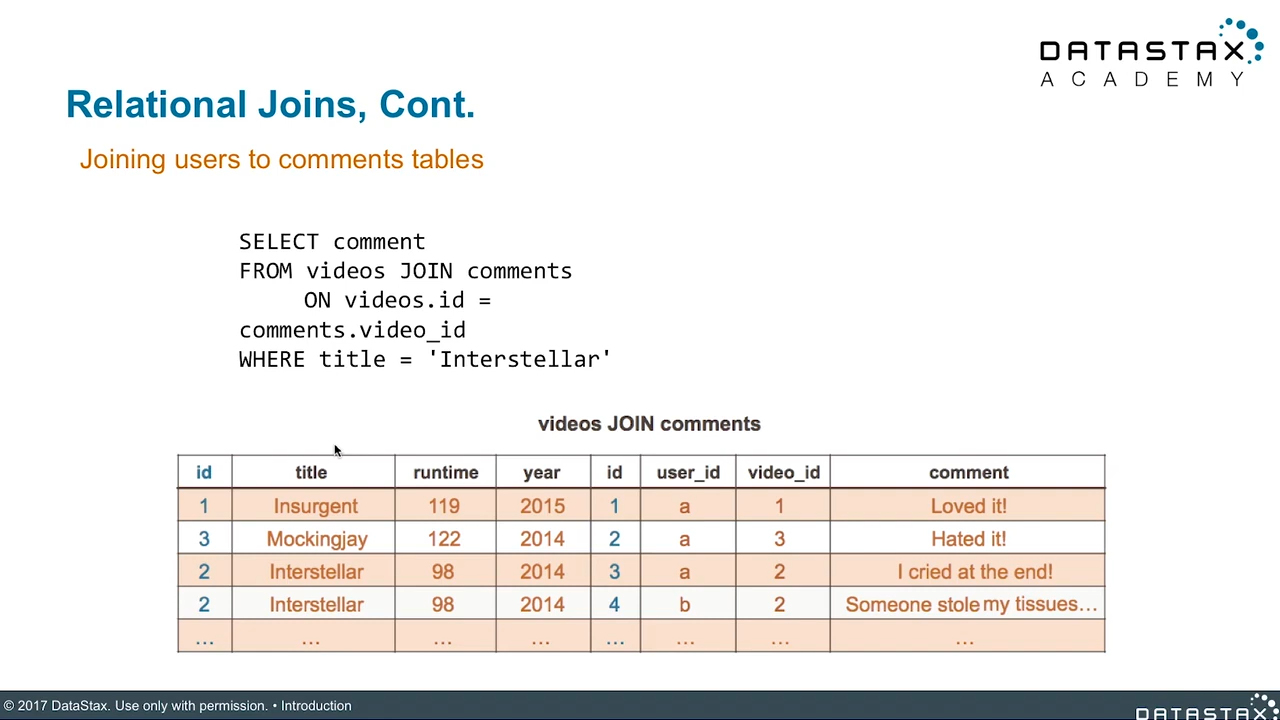 DATASTAX
ACADEMY
Relational Joins, Cont.
Joining users to comments tables
SELECT comment
FROM videos JOIN comments
ON videos.id =
comments.video_id
WHERE title = 'Interstellar'
videos JOIN comments
id title runtime year id user_id video_id comment
1 Insurgent 119 2015 1 a 1 Loved it!
3 Mockingjay 122 2014 2 a 3 Hated it!
2 Interstellar 98 2014 3 a 2 I cried at the end!
2 Interstellar 98 2014 4 b 2 Someone stole my tissues…
… … … … … … … …
© 2017 DataStax. Use only with permission. • Introduction
DATASTAX